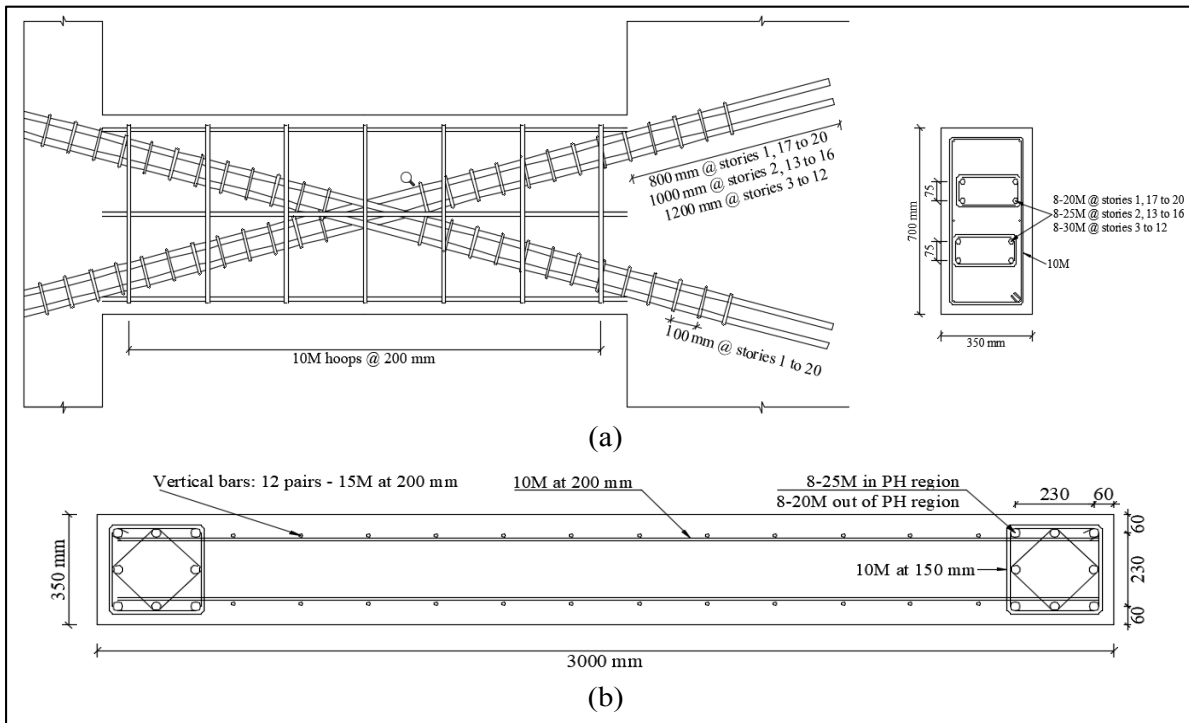 800 mm @ stories 1, 17 to 20
1000 mm @ stories 2, 13 to 16
1200 mm @ stories 3 to 12
100 mm @ stories 1 to 20
10M hoops @ 200 mm
700 mm
75
75
8-20M @ stories 1, 17 to 20
8-25M @ stories 2, 13 to 16
8-30M @ stories 3 to 12
10M
350 mm
(a)
Vertical bars: 12 pairs - 15M at 200 mm
10M at 200 mm
8-25M in PH region
8-20M out of PH region
230
60
350 mm
10M at 150 mm
60
230
60
3000 mm
(b)